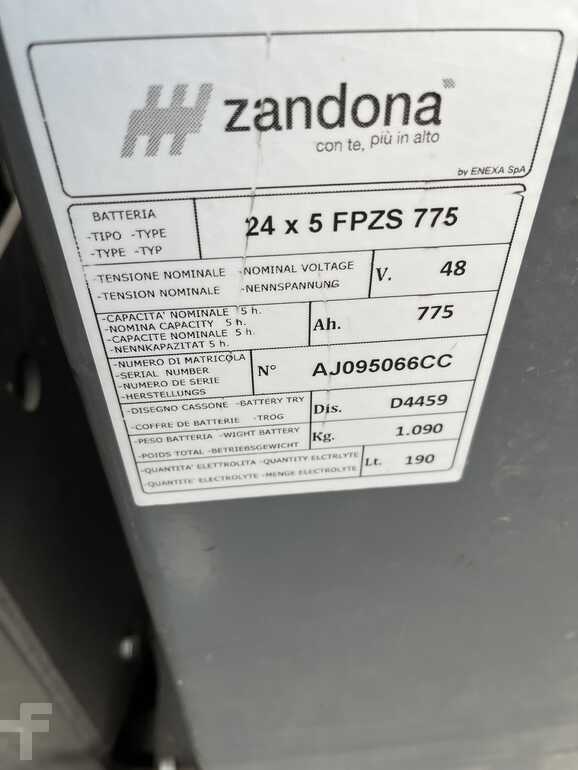 zandona
con te, più in alto
by ENEXA SpA
BATTERIA
-TIPO -TYPE
-TYPE -TYP
24 x 5 FPZS 775
-TENSIONE NOMINALE -NOMINAL VOLTAGE
-TENSION NOMINALE -NENNSPANNUNG
V. 48
-CAPACITA' NOMINALE 5 h.
-NOMINA CAPACITY 5 h.
-CAPACITE NOMINALE 5 h.
-NENNKAPAZITAT 5 h.
Ah. 775
-NUMERO DI MATRICOLA
-SERIAL NUMBER
-NUMERO DE SERIE
-HERSTELLUNGS
N° AJ095066CC
-DISEGNO CASSONE -BATTERY TRY
-COFFRE DE BATTERIE -TROG
Dis. D4459
-PESO BATTERIA -WIGHT BATTERY
-POIDS TOTAL -BETRIEBSGEWICHT
Kg. 1.090
-QUANTITA' ELETTROLITA -QUANTITY ELCTRLYTE
-QUANTITE ELECTROLYTE -MENGE ELECTROLYT
Lt. 190